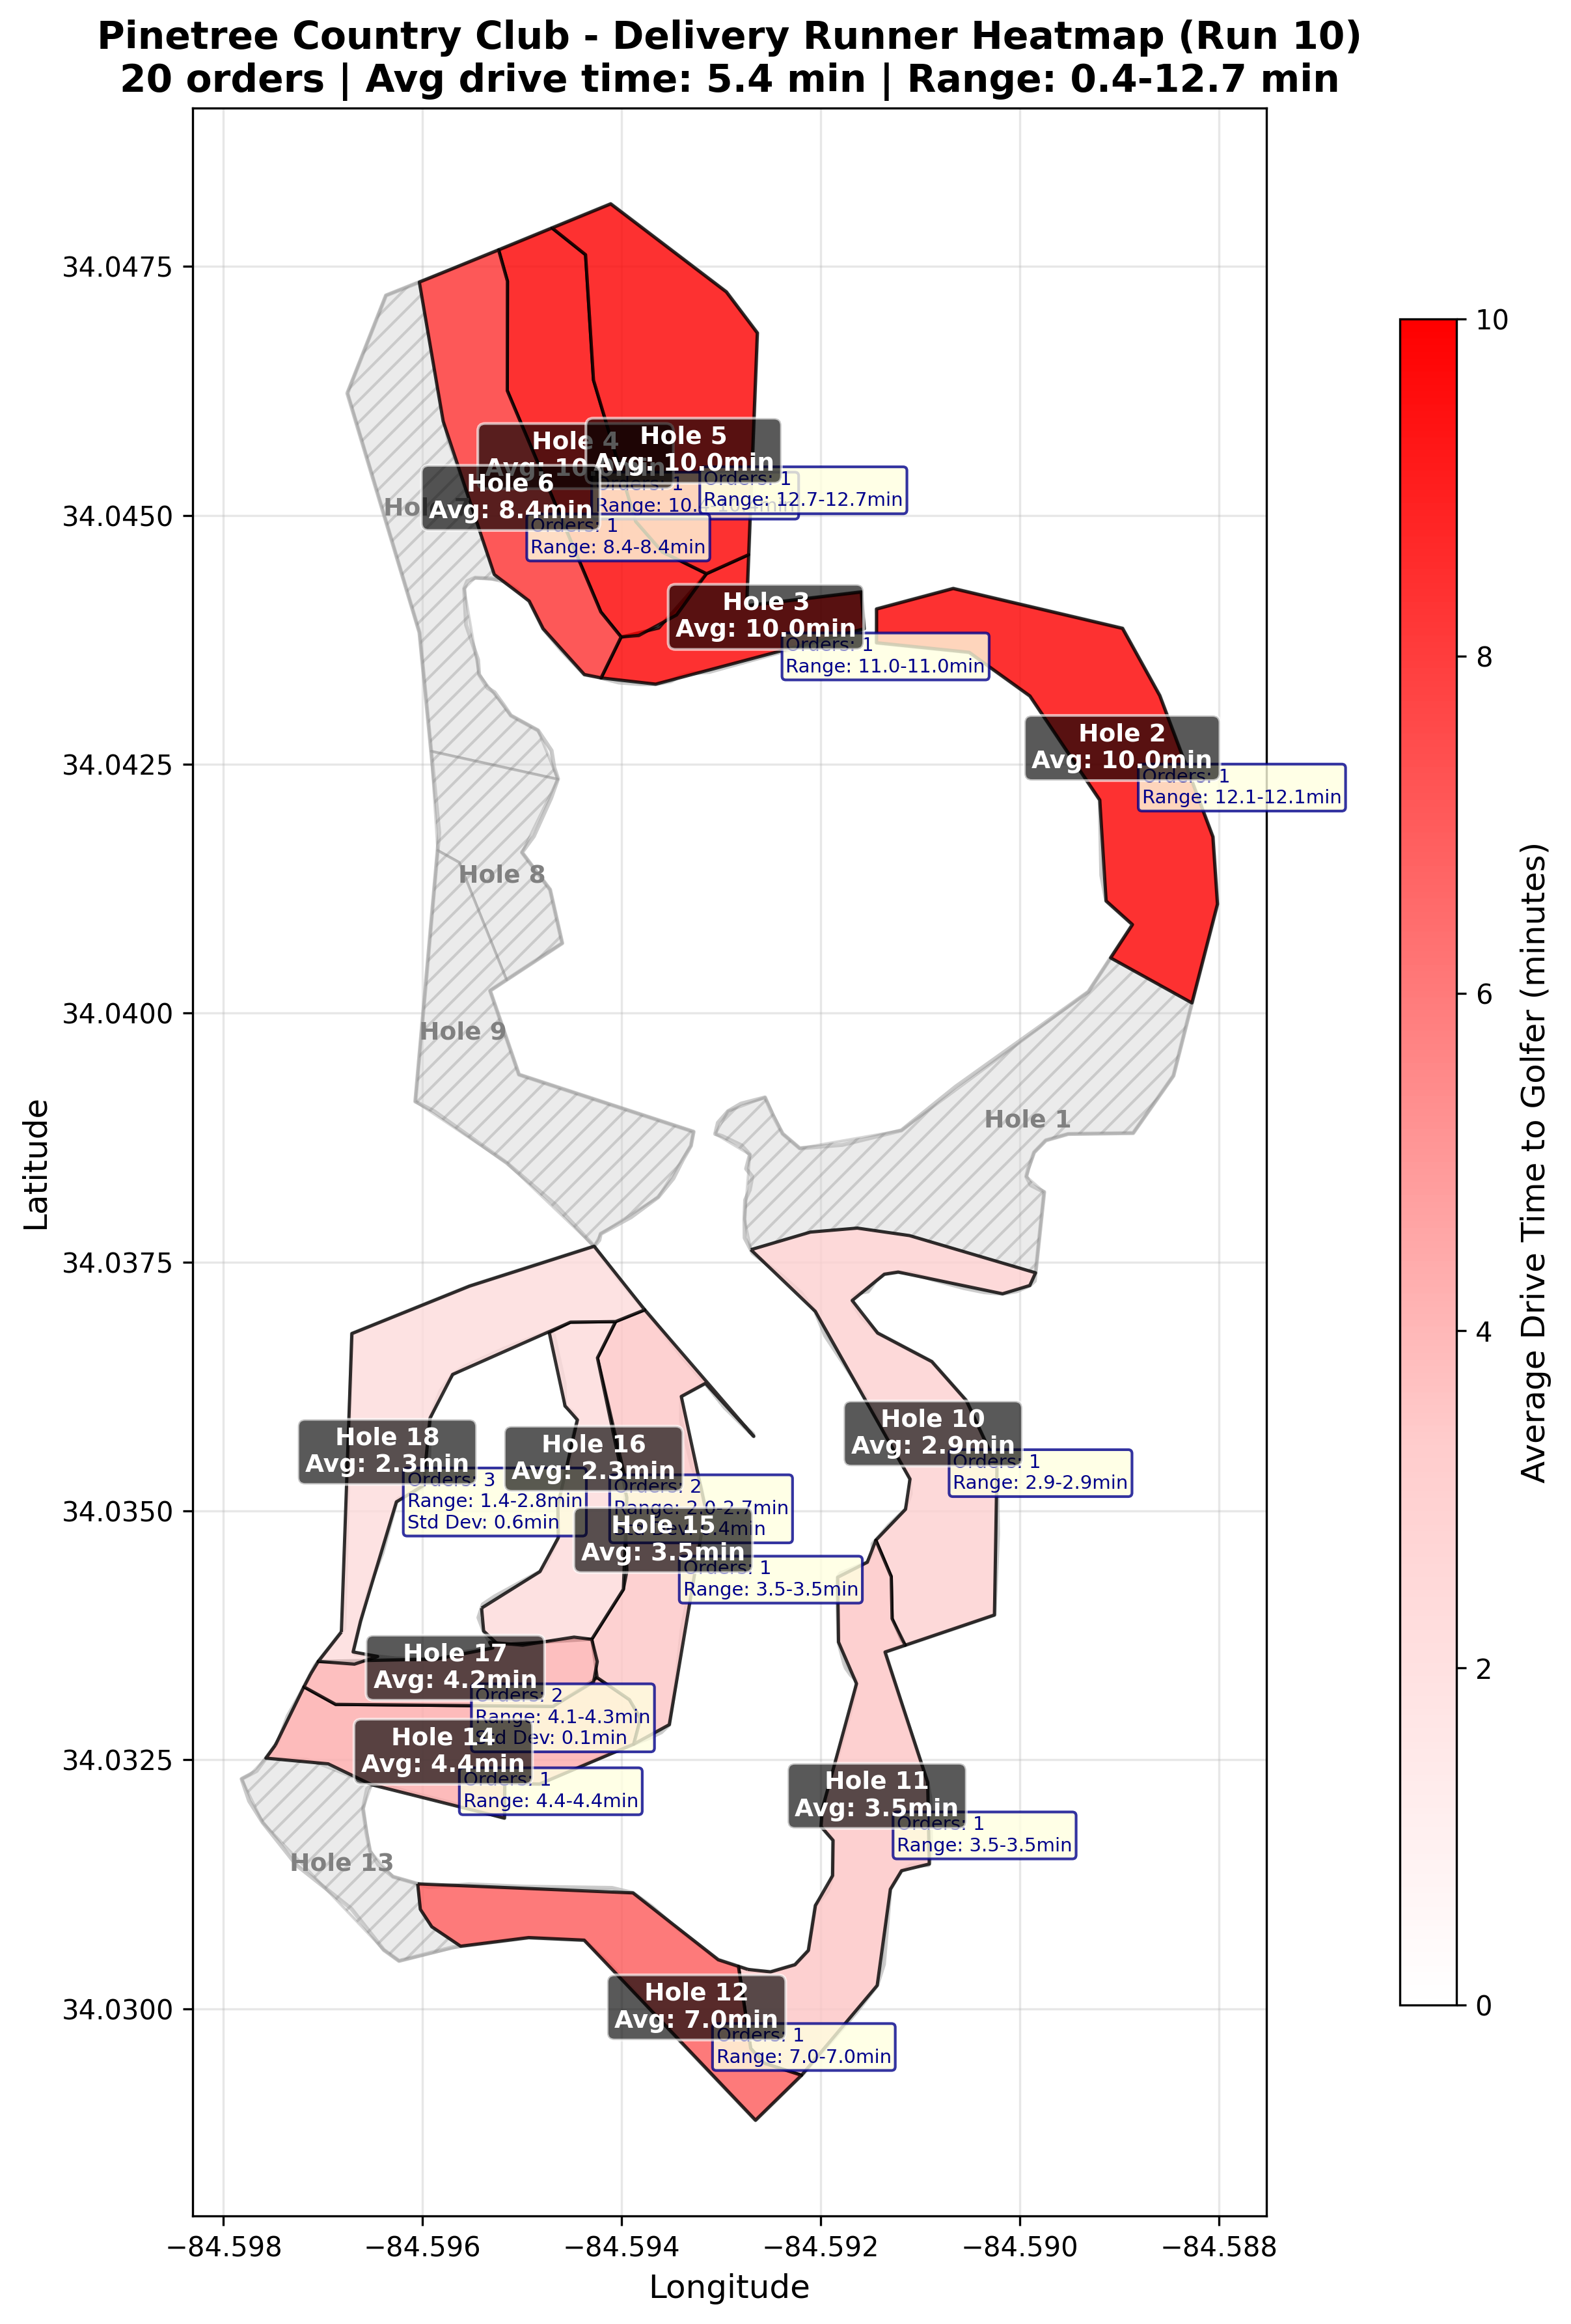 Pinetree Country Club - Delivery Runner Heatmap (Run 10)
20 orders | Avg drive time: 5.4 min | Range: 0.4-12.7 min
34.0475
34.0450
34.0425
34.0400
34.0375
34.0350
34.0325
34.0300
Latitude
−84.598
−84.596
−84.594
−84.592
−84.590
−84.588
Longitude
Hole 4
Avg: 10.
Orders: 1
Range: 10.
Hole 5
Avg: 10.0min
Orders: 1
Range: 12.7-12.7min
Hole 6
Avg: 8.4min
Orders: 1
Range: 8.4-8.4min
Hole 3
Avg: 10.0min
Orders: 1
Range: 11.0-11.0min
Hole 2
Avg: 10.0min
Orders: 1
Range: 12.1-12.1min
Hole 8
Hole 9
Hole 1
Hole 10
Avg: 2.9min
Orders: 1
Range: 2.9-2.9min
Hole 18
Avg: 2.3min
Orders: 3
Range: 1.4-2.8min
Std Dev: 0.6min
Hole 16
Avg: 2.3min
Orders: 2
Range: 2.0-2.7min
Std Dev: 0.4min
Hole 15
Avg: 3.5min
Orders: 1
Range: 3.5-3.5min
Hole 17
Avg: 4.2min
Orders: 2
Range: 4.1-4.3min
Std Dev: 0.1min
Hole 14
Avg: 4.4min
Orders: 1
Range: 4.4-4.4min
Hole 11
Avg: 3.5min
Orders: 1
Range: 3.5-3.5min
Hole 13
Hole 12
Avg: 7.0min
Orders: 1
Range: 7.0-7.0min
10
8
6
4
2
0
Average Drive Time to Golfer (minutes)